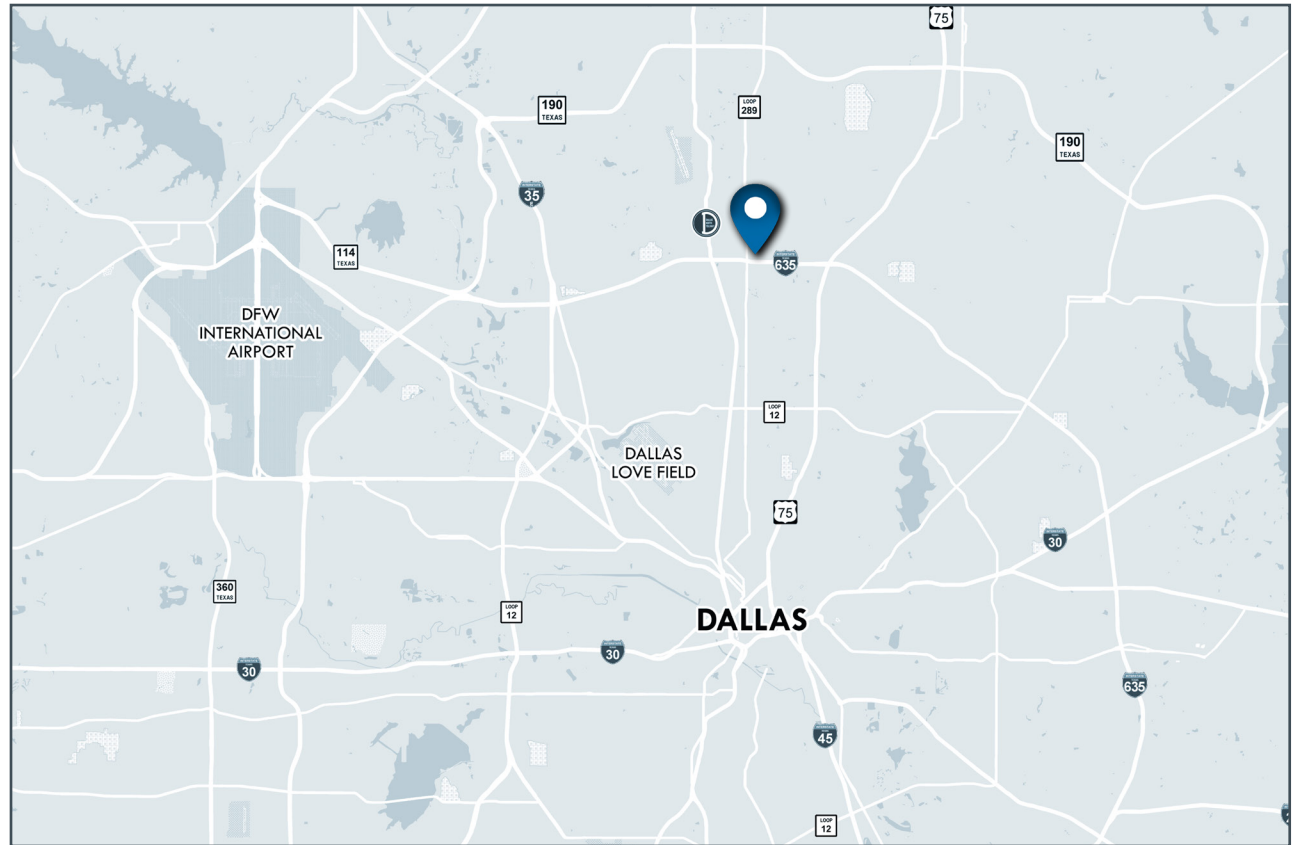 75
190
TEXAS
LOOP
289
190
TEXAS
35
E
D
114
TEXAS
635
DFW
INTERNATIONAL
AIRPORT
LOOP
12
DALLAS
LOVE FIELD
75
30
360
TEXAS
LOOP
12
DALLAS
30
30
635
45
LOOP
12